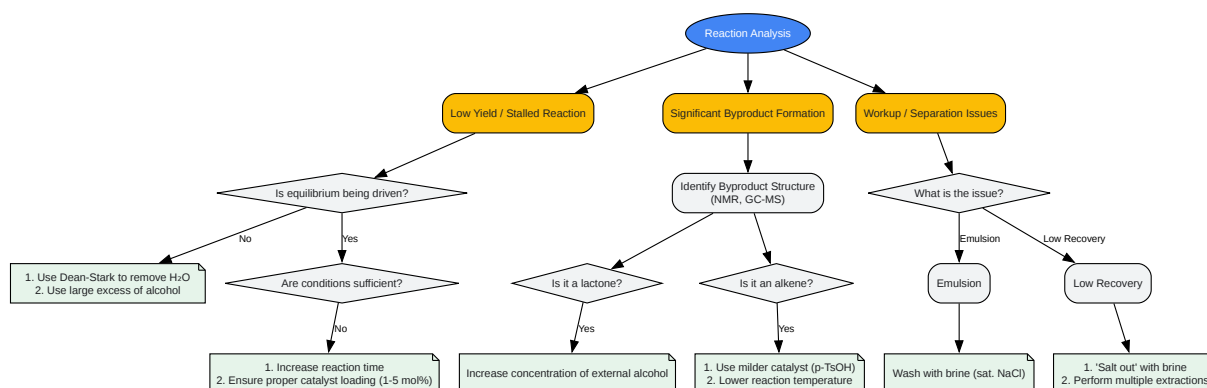 Reaction Analysis
Low Yield / Stalled Reaction
Significant Byproduct Formation
Workup / Separation Issues
Is equilibrium being driven?
Identify Byproduct Structure
(NMR, GC-MS)
What is the issue?
No
Yes
Emulsion
Low Recovery
1. Use Dean-Stark to remove H₂O
2. Use large excess of alcohol
Are conditions sufficient?
Is it a lactone?
Is it an alkene?
Emulsion
Low Recovery
No
Yes
Yes
1. Increase reaction time
2. Ensure proper catalyst loading (1-5 mol%)
Increase concentration of external alcohol
1. Use milder catalyst (p-TsOH)
2. Lower reaction temperature
Wash with brine (sat. NaCl)
1. 'Salt out' with brine
2. Perform multiple extractions